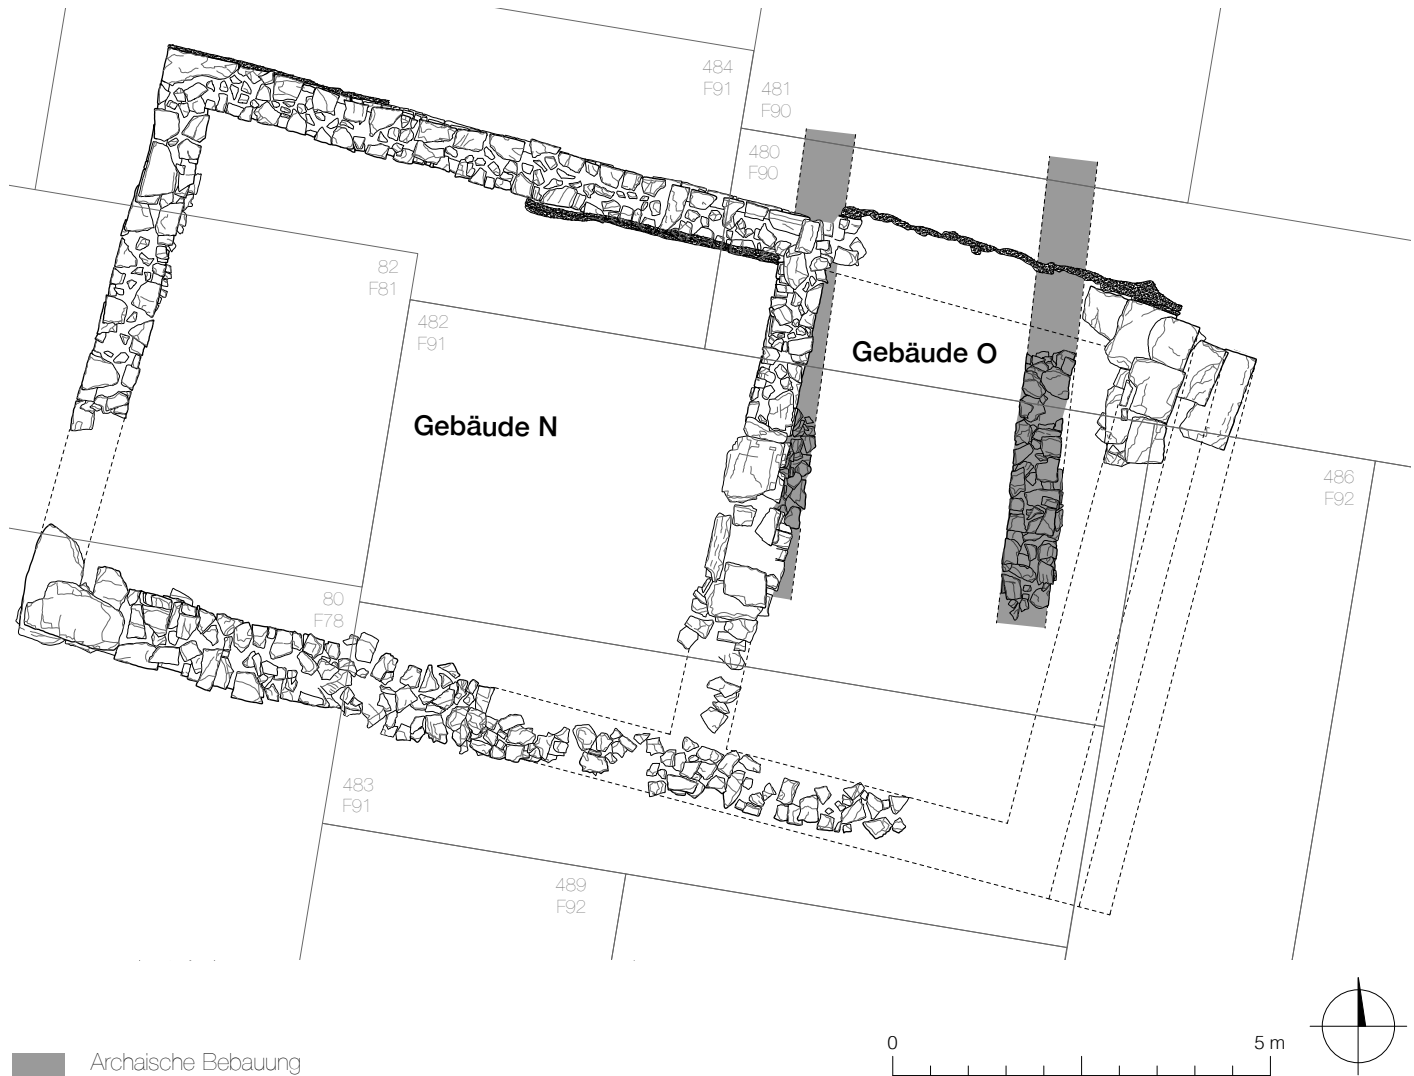 484
F91
481
F90
480
F90
82
F81
482
F91
Gebäude O
Gebäude N
486
F92
80
F78
483
F91
489
F92
0
5 m
Archaische Bebauung